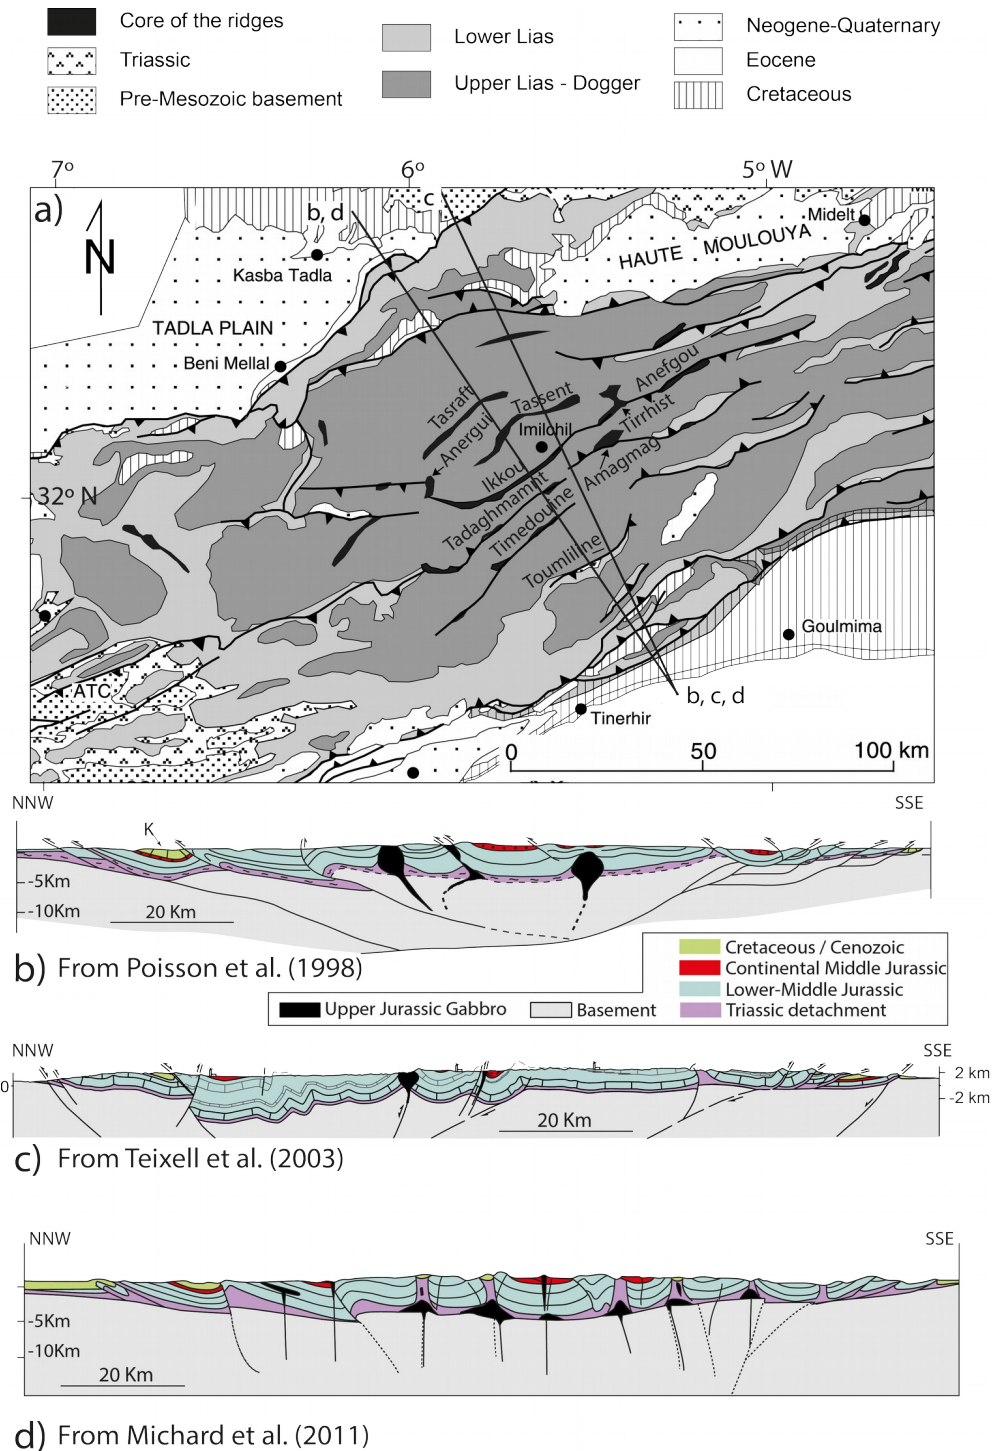 Core of the ridges
Triassic
Pre-Mesozoic basement
Lower Lias
Upper Lias - Dogger
Neogene-Quaternary
Eocene
Cretaceous
7º
6º
5º W
a)
N
b, d
c
Midelt
Kasba Tadla
HAUTE MOULOUYA
TADLA PLAIN
Beni Mellal
Anefgou
Tasraft
Tassent
Tirrhist
Anergui
Imilchil
Amagmag
Ikkou
32º N
Tadaghmamnt
Timedouine
Toumliline
Goulmima
ATC
b, c, d
Tinerhir
0 50 100 km
NNW SSE
K
-5Km
-10Km
20 Km
b) From Poisson et al. (1998)
Cretaceous / Cenozoic
Continental Middle Jurassic
Lower-Middle Jurassic
Triassic detachment
Upper Jurassic Gabbro
Basement
NNW SSE
0
2 km
-2 km
20 Km
c) From Teixell et al. (2003)
NNW SSE
-5Km
-10Km
20 Km
d) From Michard et al. (2011)